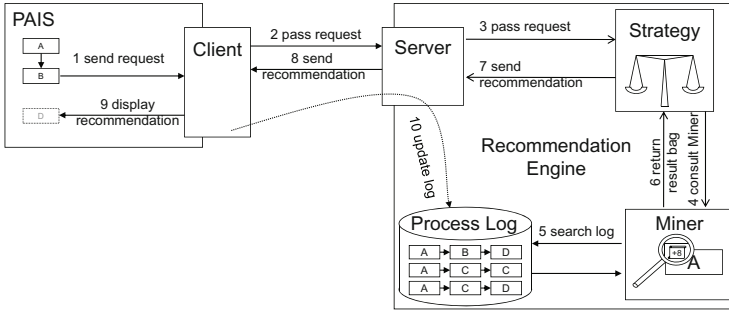 PAIS
A
B
D
1 send request
9 display
recommendation
Client
2 pass request
8 send
recommendation
Server
3 pass request
7 send
recommendation
Strategy
10 update log
Recommendation
Engine
6 return
result bag
4 consult Miner
Process Log
A B D
A C C
A C D
5 search log
Miner
+8
A